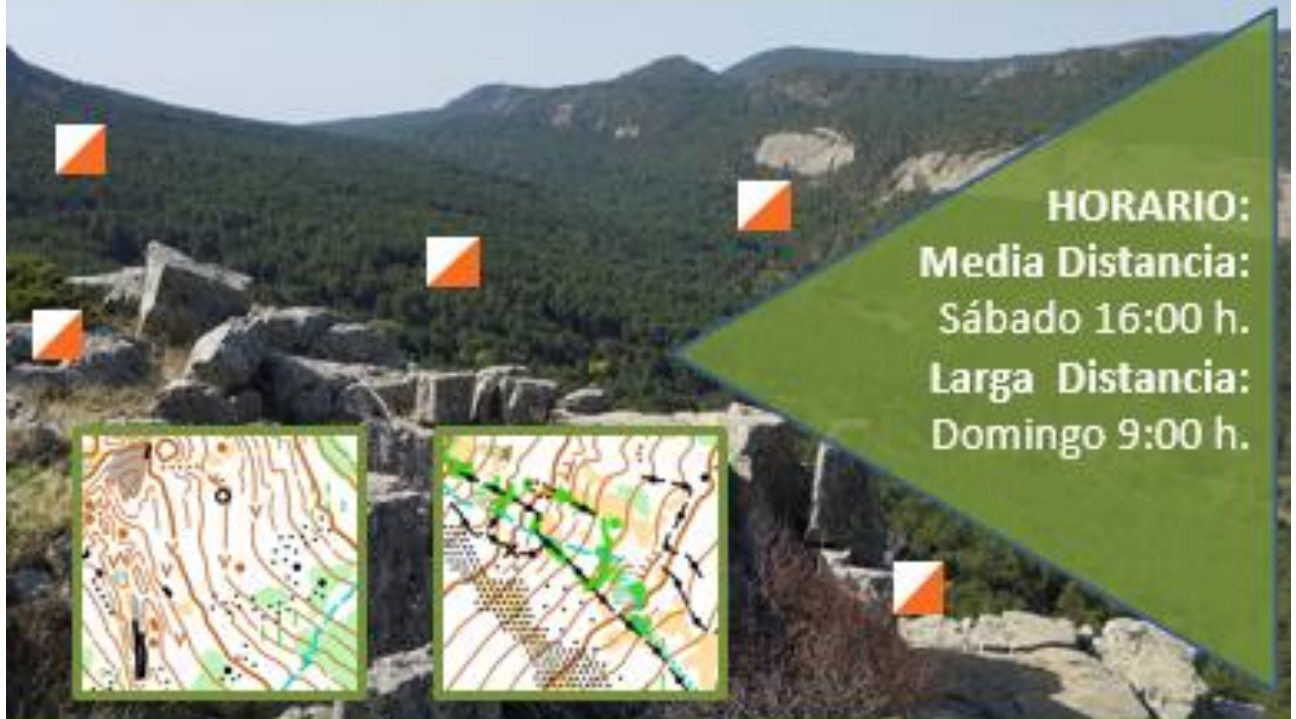 HORARIO:
Media Distancia:
Sábado 16:00 h.
Larga Distancia:
Domingo 9:00 h.